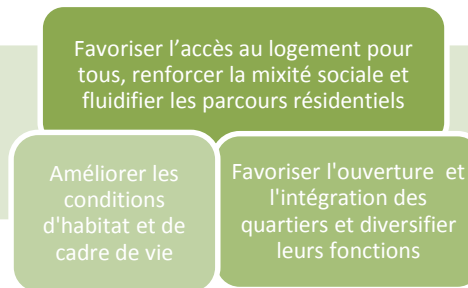 Favoriser l’accès au logement pour
tous, renforcer la mixité sociale et
fluidifier les parcours résidentiels
Améliorer les
conditions
d'habitat et de
cadre de vie
Favoriser l'ouverture et
l'intégration des
quartiers et diversifier
leurs fonctions